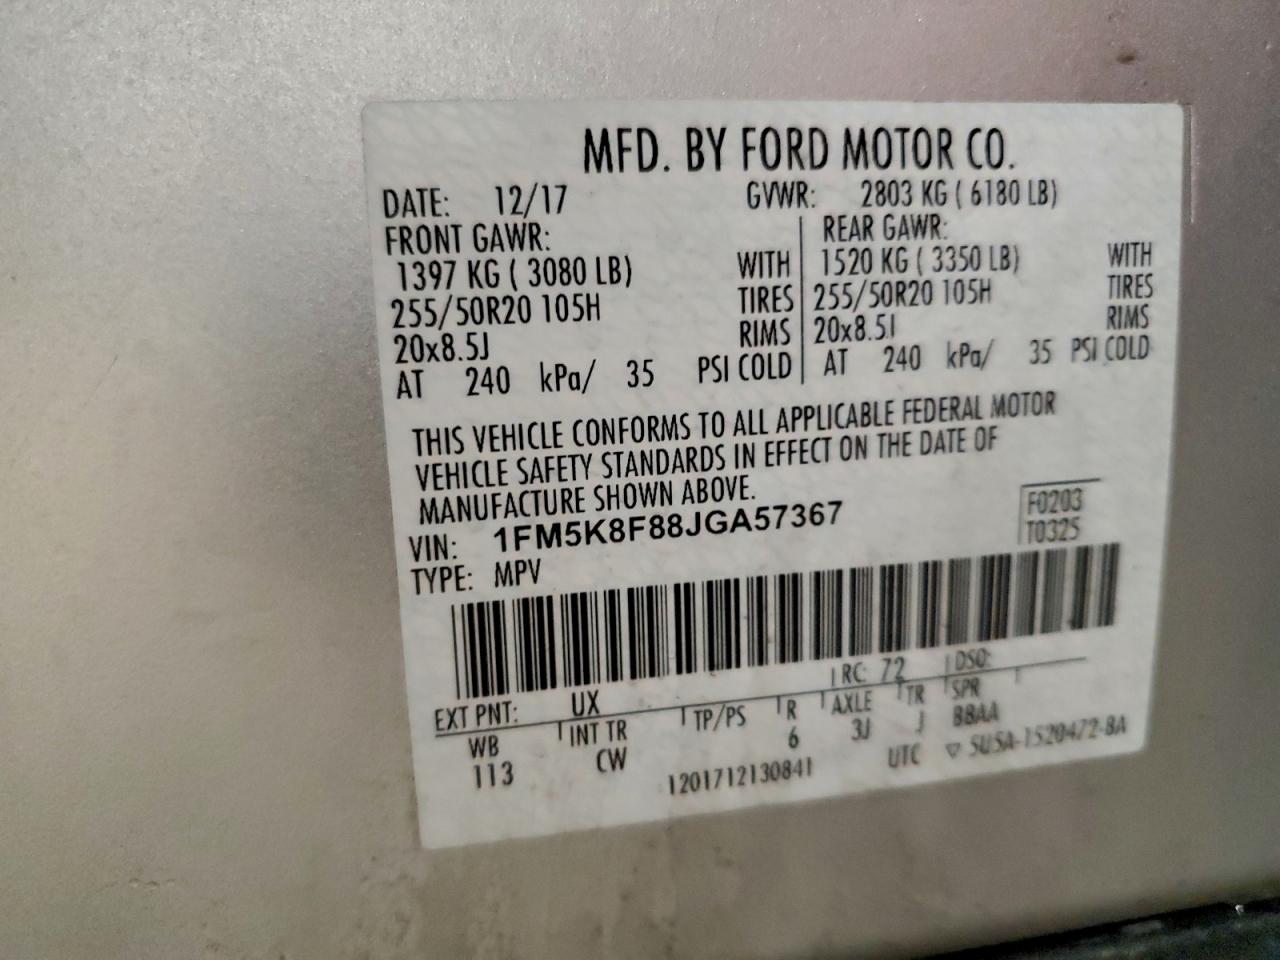 MFD. BY FORD MOTOR CO.
DATE: 12/17 GVWR: 2803 KG ( 6180 LB)
FRONT GAWR: REAR GAWR:
1397 KG ( 3080 LB) WITH 1520 KG ( 3350 LB) WITH
255/50R20 105H TIRES 255/50R20 105H TIRES
20x8.5J RIMS 20x8.5J RIMS
AT 240 kPa/ 35 PSI COLD AT 240 kPa/ 35 PSI COLD
THIS VEHICLE CONFORMS TO ALL APPLICABLE FEDERAL MOTOR
VEHICLE SAFETY STANDARDS IN EFFECT ON THE DATE OF
MANUFACTURE SHOWN ABOVE.
VIN: 1FM5K8F88JGA57367 F0203
TYPE: MPV T0325
EXT PNT: UX RC: 72 DSO:
WB INT TR TP/PS R AXLE TR SPR
113 CW 6 3J J BBAA
1201712130841 UTC ▽ SU5A-1520472-BA